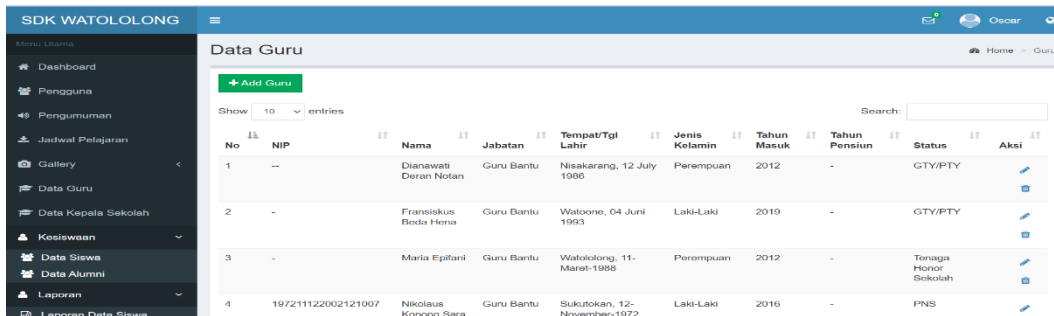 SDK WATOLOLONG
0
Oscar
Menu Utama
Dashboard
Pengguna
Pengumuman
Jadwal Pelajaran
Gallery
Data Guru
Data Kepala Sekolah
Kesiswaan
Data Siswa
Data Alumni
Laporan
Laporan Data Siswa
Data Guru
Home > Guru
+ Add Guru
Show 10 entries
Search:
No NIP Nama Jabatan Tempat/Tgl Lahir Jenis Kelamin Tahun Masuk Tahun Pensiun Status Aksi
1 -- Dianawati Deran Notan Guru Bantu Nisakarang, 12 July 1986 Perempuan 2012 - GTY/PTY
2 - Fransiskus Beda Hena Guru Bantu Watoone, 04 Juni 1993 Laki-Laki 2019 - GTY/PTY
3 - Maria Epifani Guru Bantu Watololong, 11-Maret-1988 Perempuan 2012 - Tenaga Honor Sekolah
4 197211122002121007 Nikolaus Kopong Sara Guru Bantu Sukutokan, 12-November-1972 Laki-Laki 2016 - PNS